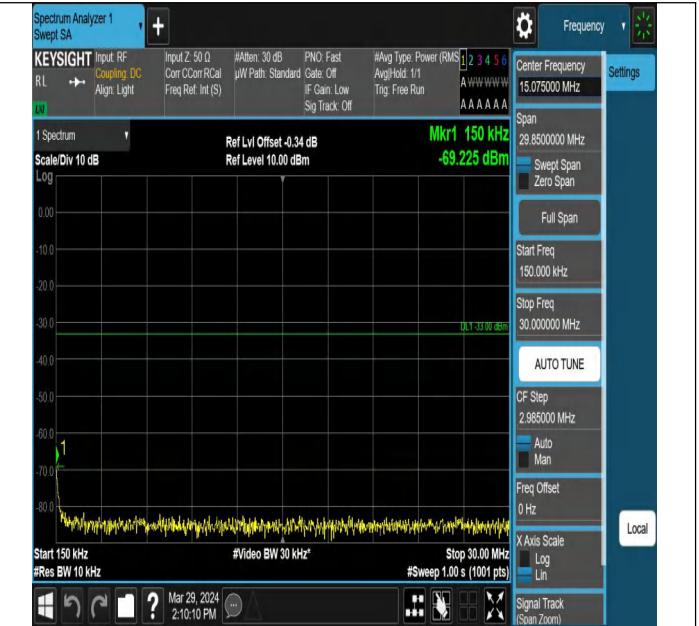 Spectrum Analyzer 1
Swept SA
+
Frequency
KEYSIGHT
RL
LXI
Input: RF
Coupling: DC
Align: Light
Input Z: 50 Ω
Corr CCorr RCal
Freq Ref: Int (S)
#Atten: 30 dB
µW Path: Standard
PNO: Fast
Gate: Off
IF Gain: Low
Sig Track: Off
#Avg Type: Power (RMS
Avg|Hold: 1/1
Trig: Free Run
1 2 3 4 5 6
A W W W W W
A A A A A A
1 Spectrum
Scale/Div 10 dB
Ref Lvl Offset -0.34 dB
Ref Level 10.00 dBm
Mkr1 150 kHz
-69.225 dBm
Log
0.00
-10.0
-20.0
-30.0
DL1 -33.00 dBm
-40.0
-50.0
-60.0
1
-70.0
-80.0
Start 150 kHz
#Video BW 30 kHz*
Stop 30.00 MHz
#Res BW 10 kHz
#Sweep 1.00 s (1001 pts)
?
Mar 29, 2024
2:10:10 PM
Center Frequency
15.075000 MHz
Settings
Span
29.8500000 MHz
Swept Span
Zero Span
Full Span
Start Freq
150.000 kHz
Stop Freq
30.000000 MHz
AUTO TUNE
CF Step
2.985000 MHz
Auto
Man
Freq Offset
0 Hz
X Axis Scale
Log
Lin
Local
Signal Track
(Span Zoom)